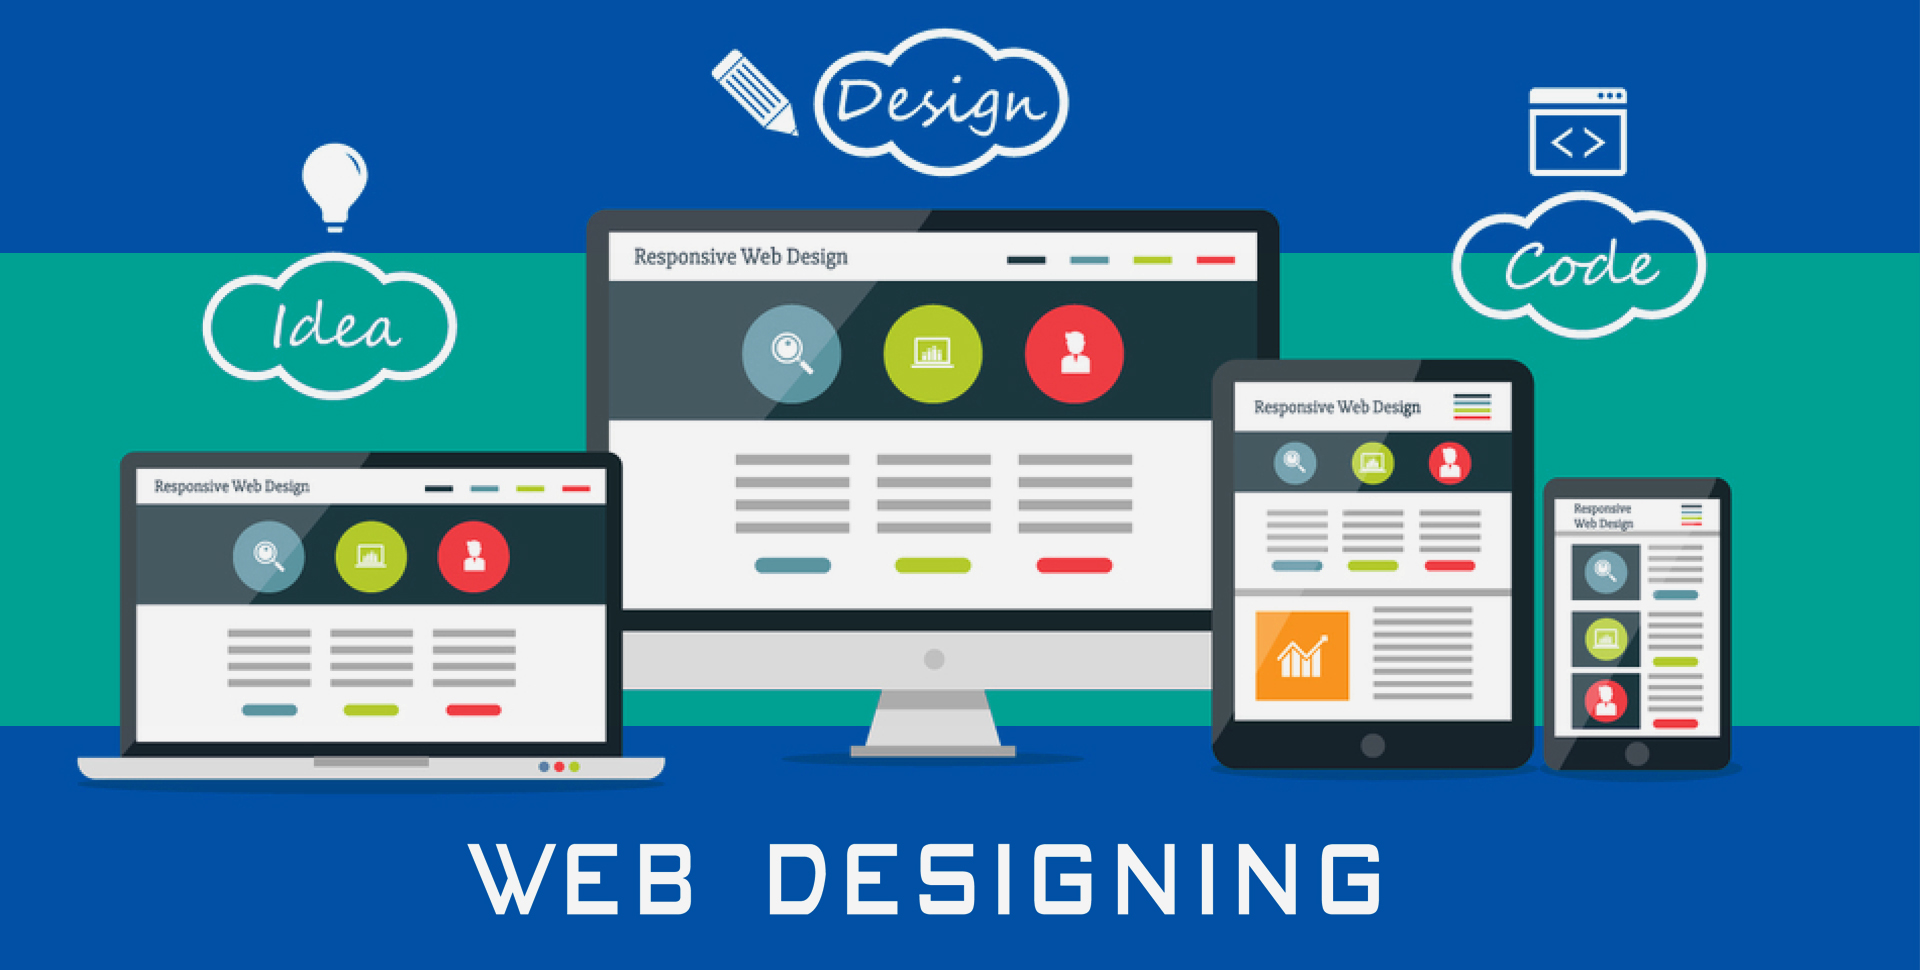 Design
Idea
Code
< >
Responsive Web Design
Responsive Web Design
Responsive Web Design
Responsive
Web Design
WEB DESIGNING